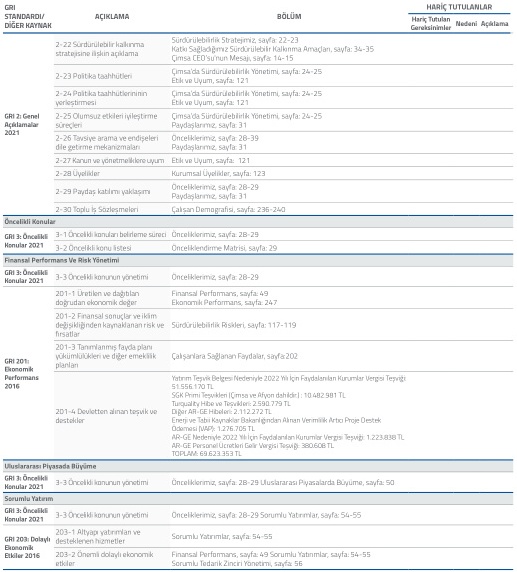 GRI
STANDARDI/
DİĞER KAYNAK
AÇIKLAMA
BÖLÜM
HARİÇ TUTULANLAR
Hariç Tutulan
Gereksinimler
Nedeni
Açıklama
GRI 2: Genel
Açıklamalar
2021
2-22 Sürdürülebilir kalkınma
stratejisine ilişkin açıklama
Sürdürülebilirlik Stratejimiz, sayfa: 22-23
Katkı Sağladığımız Sürdürülebilir Kalkınma Amaçları, sayfa: 34-35
Çimsa CEO'su'nun Mesajı, sayfa: 14-15
2-23 Politika taahhütleri
Çimsa'da Sürdürülebilirlik Yönetimi, sayfa: 24-25
Etik ve Uyum, sayfa: 121
2-24 Politika taahhütlerinin
yerleştirmesi
Çimsa'da Sürdürülebilirlik Yönetimi, sayfa: 24-25
Etik ve Uyum, sayfa: 121
2-25 Olumsuz etkileri iyileştirme
süreçleri
Çimsa'da Sürdürülebilirlik Yönetimi, sayfa: 24-25
Paydaşlarımız, sayfa: 31
2-26 Tavsiye arama ve endişeleri
dile getirme mekanizmaları
Önceliklerimiz, sayfa: 28-39
Paydaşlarımız, sayfa: 31
2-27 Kanun ve yönetmeliklere uyum
Etik ve Uyum, sayfa: 121
2-28 Üyelikler
Kurumsal Üyelikler, sayfa: 123
2-29 Paydaş katılımı yaklaşımı
Önceliklerimiz, sayfa: 28-29
Paydaşlarımız, sayfa: 31
2-30 Toplu İş Sözleşmeleri
Çalışan Demografisi, sayfa: 236-240
Öncelikli Konular
GRI 3: Öncelikli
Konular 2021
3-1 Öncelikli konuları belirleme süreci
Önceliklerimiz, sayfa: 28-29
3-2 Öncelikli konu listesi
Önceliklendirme Matrisi, sayfa: 29
Finansal Performans Ve Risk Yönetimi
GRI 3: Öncelikli
Konular 2021
3-3 Öncelikli konunun yönetimi
Önceliklerimiz, sayfa: 28-29
GRI 201:
Ekonomik
Performans
2016
201-1 Üretilen ve dağıtılan
doğrudan ekonomik değer
Finansal Performans, sayfa: 49
Ekonomik Performans, sayfa: 247
201-2 Finansal sonuçlar ve iklim
değişikliğinden kaynaklanan risk ve
fırsatlar
Sürdürülebilirlik Riskleri, sayfa: 117-119
201-3 Tanımlanmış fayda planı
yükümlülükleri ve diğer emeklilik
planları
Çalışanlara Sağlanan Faydalar, sayfa:202
201-4 Devletten alınan teşvik ve
destekler
Yatırım Teşvik Belgesi Nedeniyle 2022 Yılı İçin Faydalanılan Kurumlar Vergisi Teşviği:
51.556.170 TL
SGK Primi Teşvikleri (Çimsa ve Afyon dahildir.) : 10.482.981 TL
Turquality Hibe ve Teşvikleri: 2.590.779 TL
Diğer AR-GE Hibeleri: 2.112.272 TL
Enerji ve Tabii Kaynaklar Bakanlığından Alınan Verimlilik Artıcı Proje Destek
Ödemesi (VAP): 1.276.705 TL
AR-GE Nedeniyle 2022 Yılı İçin Faydalanılan Kurumlar Vergisi Teşviği: 1.223.838 TL
AR-GE Personel Ücretleri Gelir Vergisi Teşviği: 380.608 TL
TOPLAM: 69.623.353 TL
Uluslararası Piyasada Büyüme
GRI 3: Öncelikli
Konular 2021
3-3 Öncelikli konunun yönetimi
Önceliklerimiz, sayfa: 28-29 Uluslararası Piyasalarda Büyüme, sayfa: 50
Sorumlu Yatırım
GRI 3: Öncelikli
Konular 2021
3-3 Öncelikli konunun yönetimi
Önceliklerimiz, sayfa: 28-29 Sorumlu Yatırımlar, sayfa: 54-55
GRI 203: Dolaylı
Ekonomik
Etkiler 2016
203-1 Altyapı yatırımları ve
desteklenen hizmetler
Sorumlu Yatırımlar, sayfa: 54-55
203-2 Önemli dolaylı ekonomik
etkiler
Finansal Performans, sayfa: 49 Sorumlu Yatırımlar, sayfa: 54-55
Sorumlu Tedarik Zinciri Yönetimi, sayfa: 56